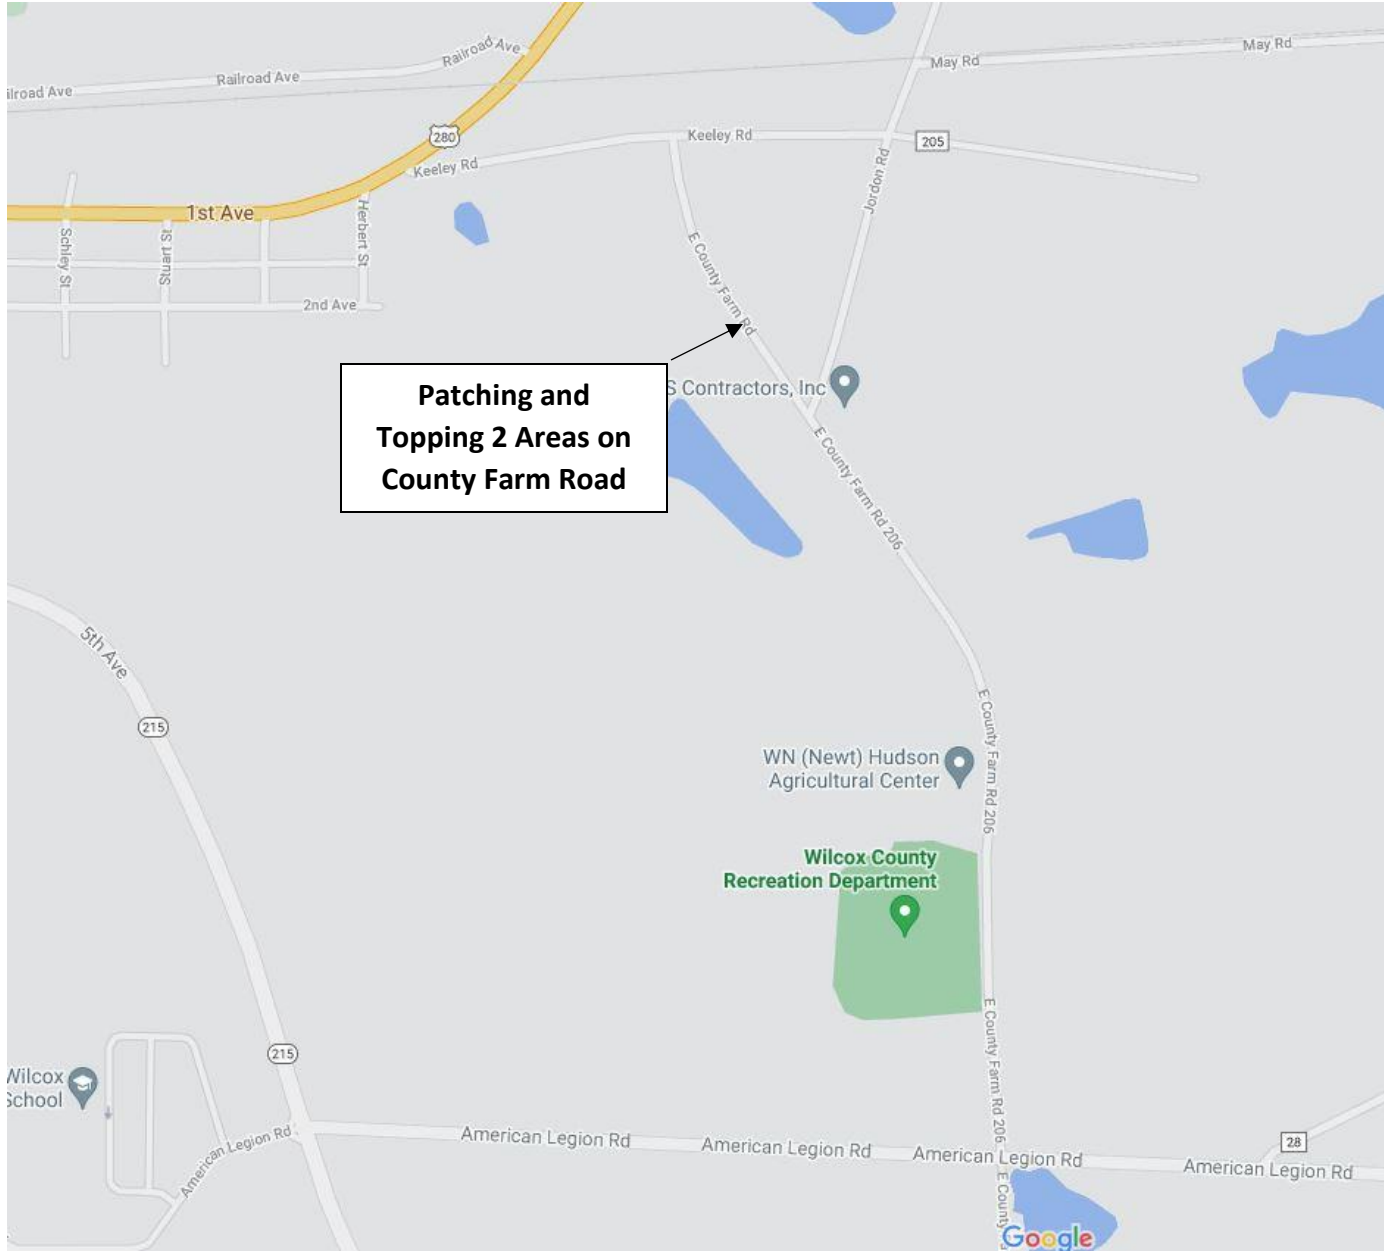 Railroad Ave
Railroad Ave
ilroad Ave
May Rd
May Rd
280
Keeley Rd
Keeley Rd
205
Jordon Rd
1st Ave
Schley St
Stuart St
Herbert St
2nd Ave
E County Farm Rd
Patching and
Topping 2 Areas on
County Farm Road
S Contractors, Inc
E County Farm Rd 206
5th Ave
215
E County Farm Rd 206
WN (Newt) Hudson
Agricultural Center
Wilcox County
Recreation Department
E County Farm Rd 206
215
Wilcox
School
American Legion Rd
American Legion Rd
American Legion Rd
American Legion Rd
28
American Legion Rd
E County
Google